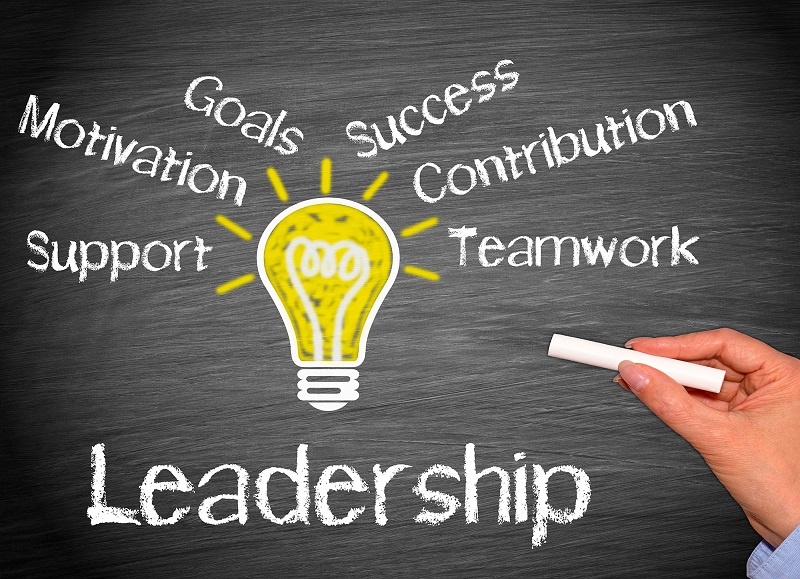 Support
Motivation
Goals
Success
Contribution
Teamwork
Leadership